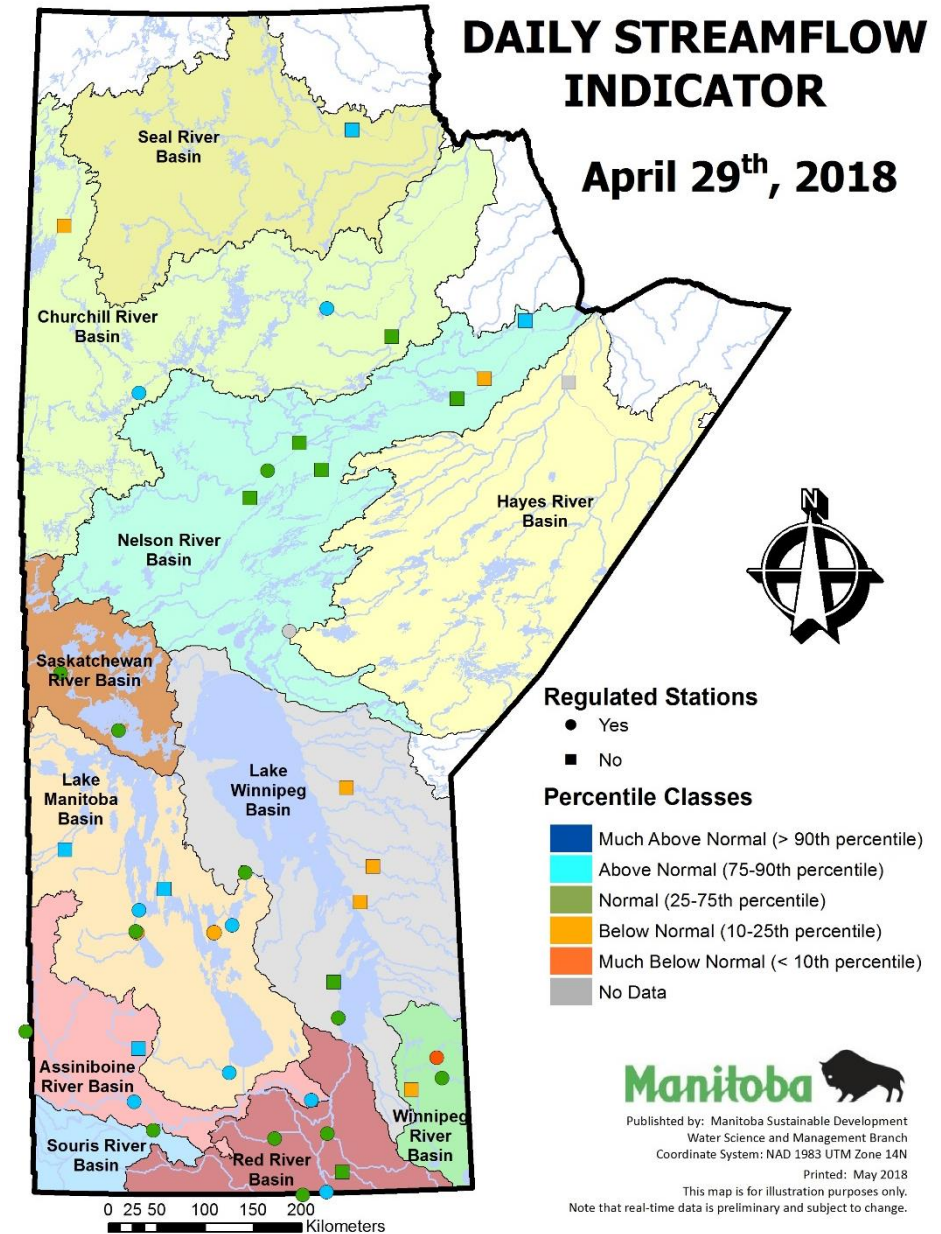 DAILY STREAMFLOW
INDICATOR
April 29th, 2018
Seal River
Basin
Churchill River
Basin
Hayes River
Basin
Nelson River
Basin
N
Saskatchewan
River Basin
Lake
Manitoba
Basin
Lake
Winnipeg
Basin
Assiniboine
River Basin
Souris River
Basin
Red River
Basin
Winnipeg
River
Basin
Regulated Stations
Yes
No
Percentile Classes
Much Above Normal (> 90th percentile)
Above Normal (75-90th percentile)
Normal (25-75th percentile)
Below Normal (10-25th percentile)
Much Below Normal (< 10th percentile)
No Data
Manitoba
Publishted by: Manitoba Sustainable Development
Water Science and Management Branch
Coordinate System: NAD 1983 UTM Zone 14N
Printed: May 2018
This map is for illustration purposes only.
Note that real-time data is preliminary and subject to change.
0 25 50 100 150 200
Kilometers